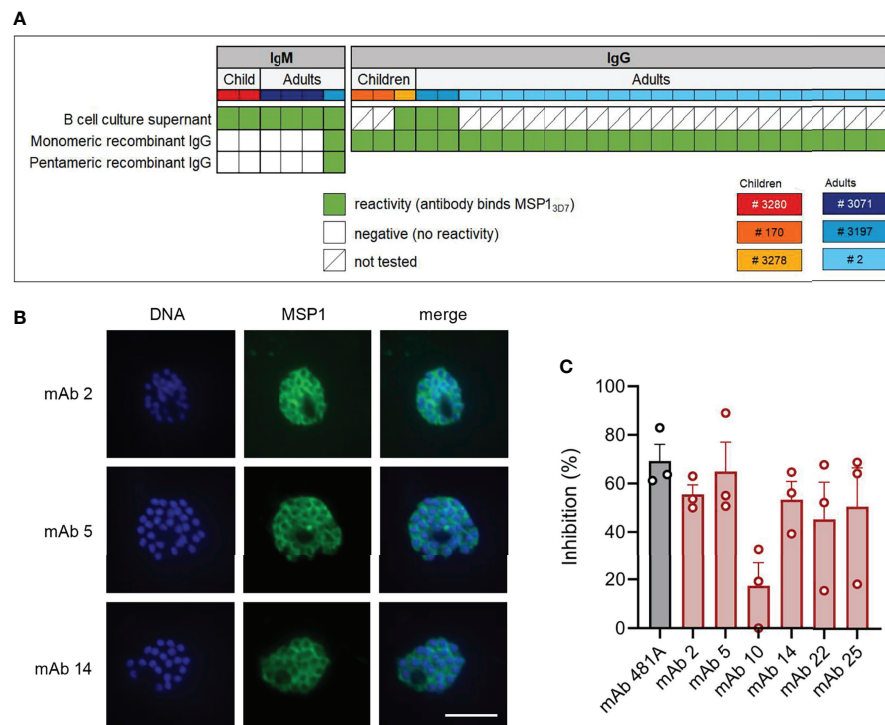 A
IgM
IgG
Child
Adults
Children
Adults
B cell culture supernant
Monomeric recombinant IgG
Pentameric recombinant IgG
reactivity (antibody binds MSP1₃D₇)
negative (no reactivity)
not tested
Children
Adults
# 3280
# 3071
# 170
# 3197
# 3278
# 2
B
DNA
MSP1
merge
mAb 2
mAb 5
mAb 14
C
Inhibition (%)
100
80
60
40
20
0
mAb 481A
mAb 2
mAb 5
mAb 10
mAb 14
mAb 22
mAb 25